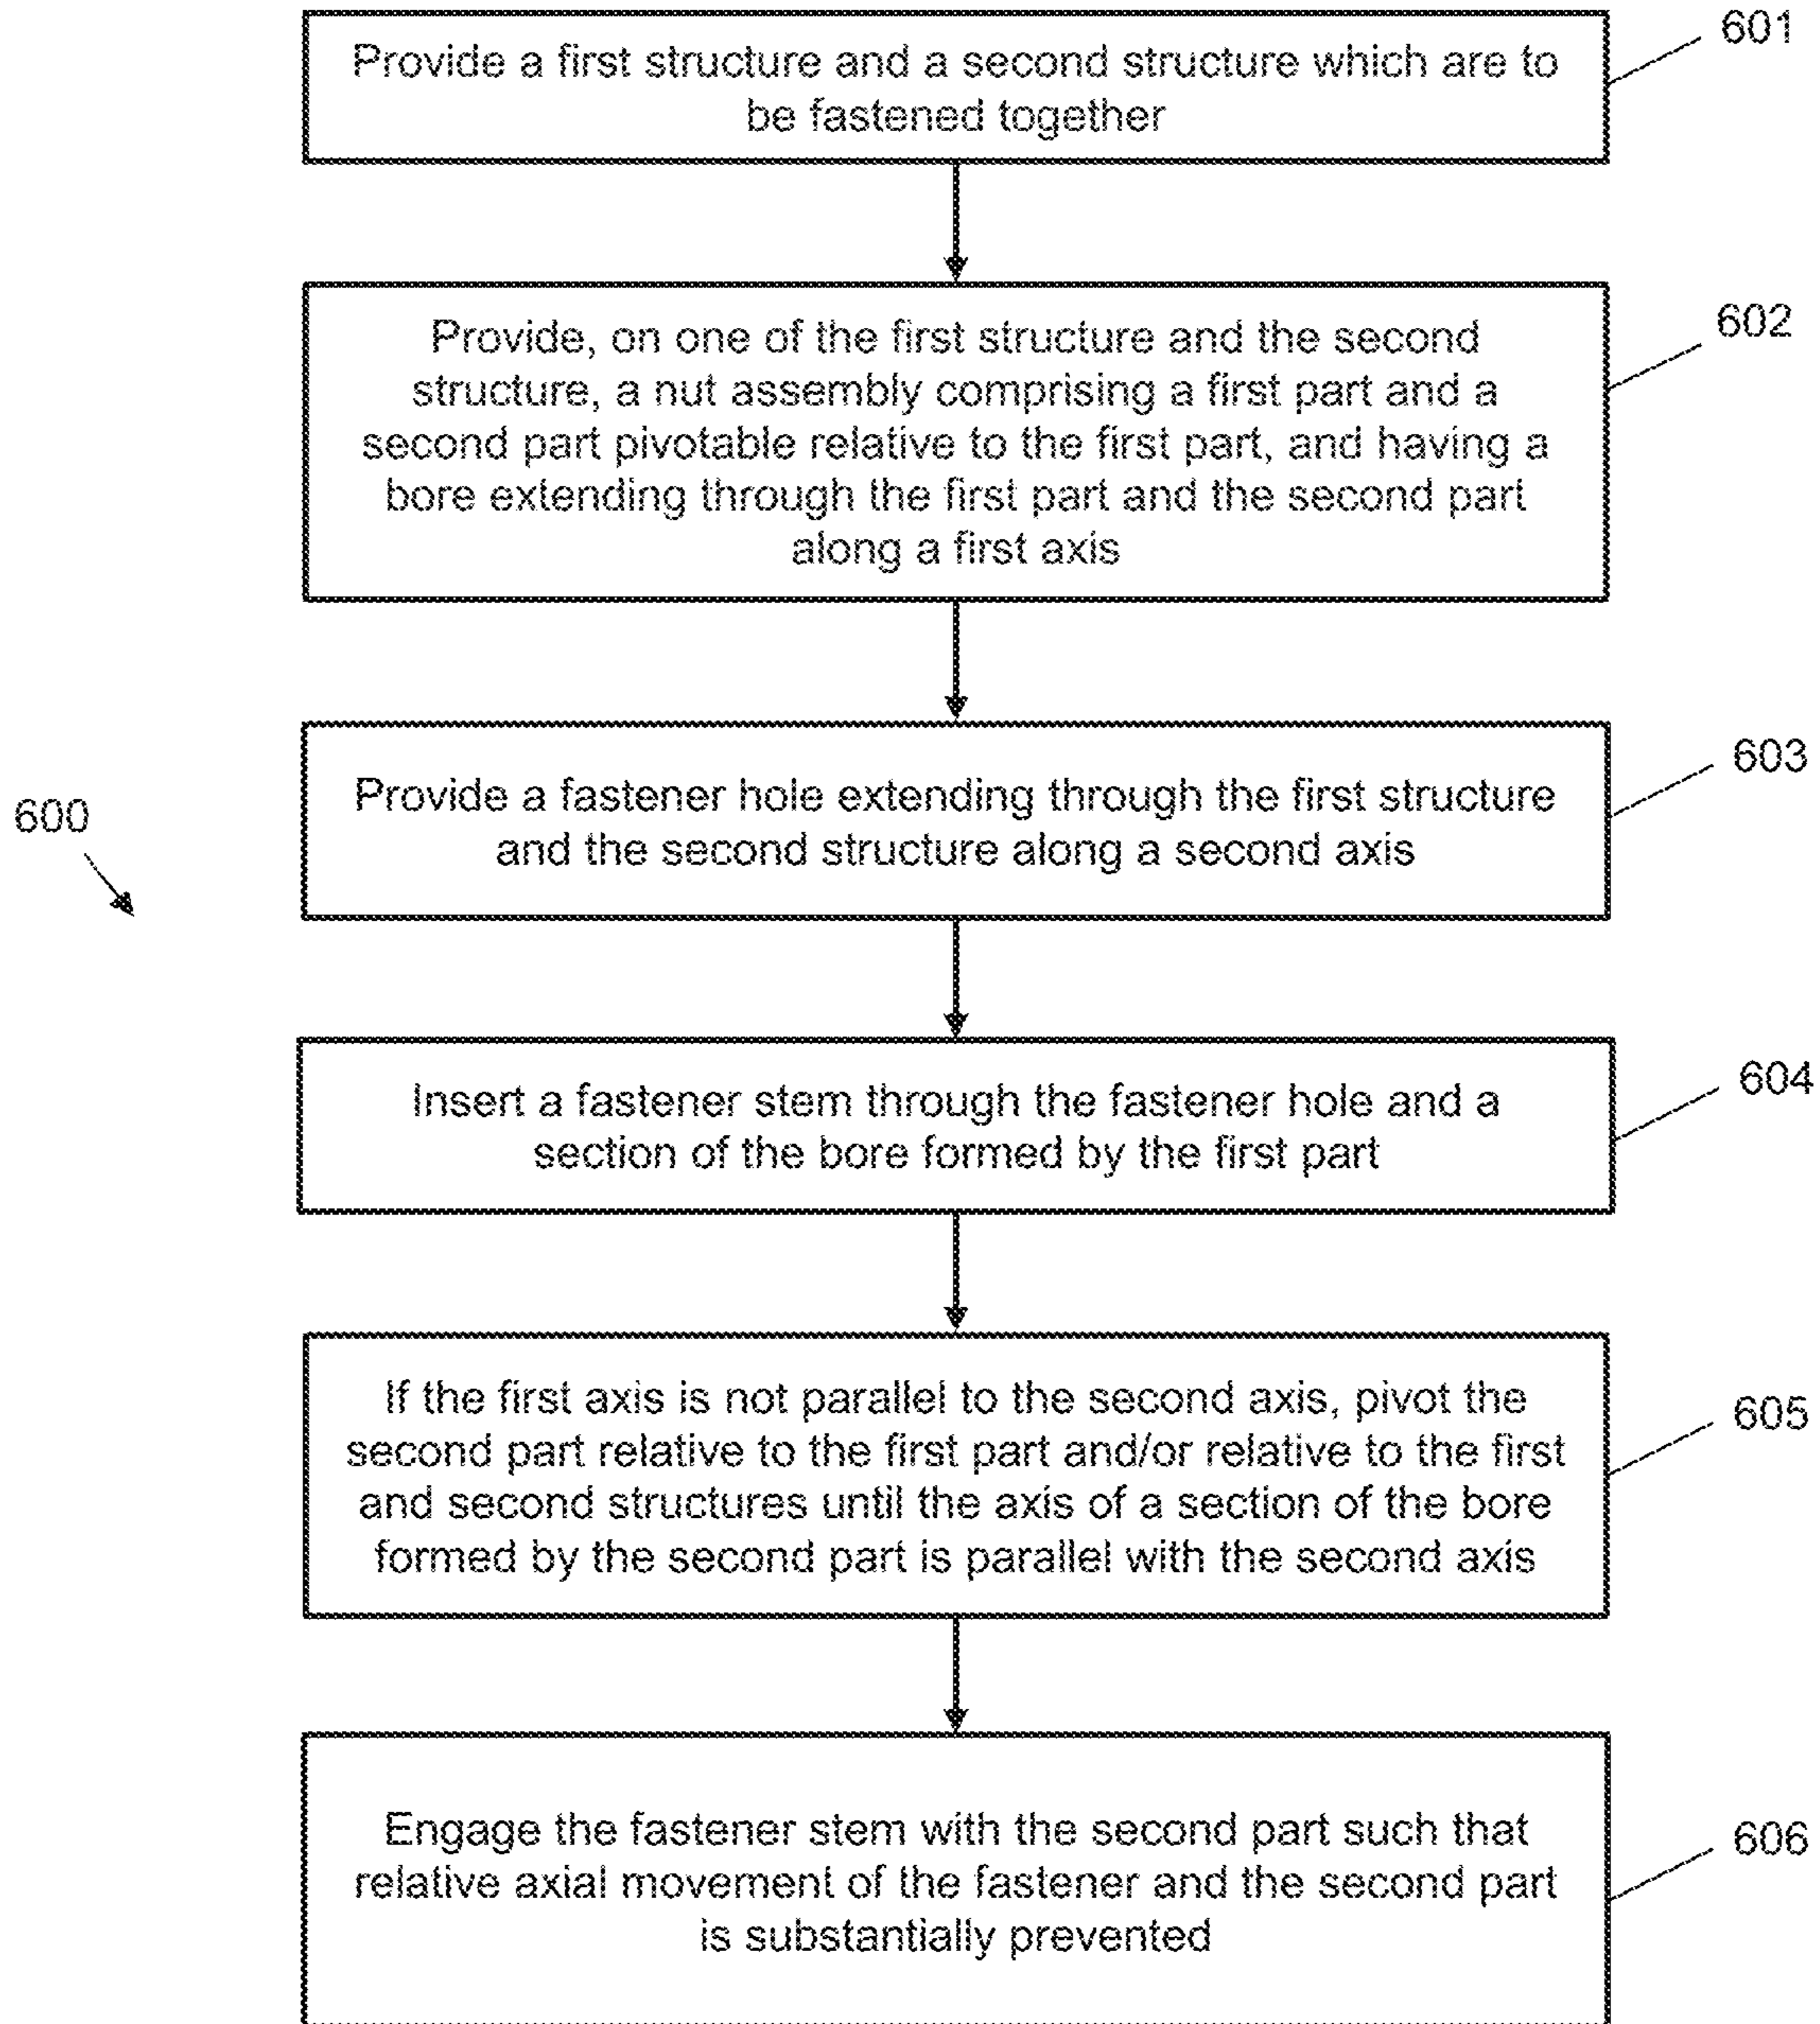 Provide a first structure and a second structure which are to
be fastened together
601
Provide, on one of the first structure and the second
structure, a nut assembly comprising a first part and a
second part pivotable relative to the first part, and having a
bore extending through the first part and the second part
along a first axis
602
Provide a fastener hole extending through the first structure
and the second structure along a second axis
603
600
Insert a fastener stem through the fastener hole and a
section of the bore formed by the first part
604
If the first axis is not parallel to the second axis, pivot the
second part relative to the first part and/or relative to the first
and second structures until the axis of a section of the bore
formed by the second part is parallel with the second axis
605
Engage the fastener stem with the second part such that
relative axial movement of the fastener and the second part
is substantially prevented
606